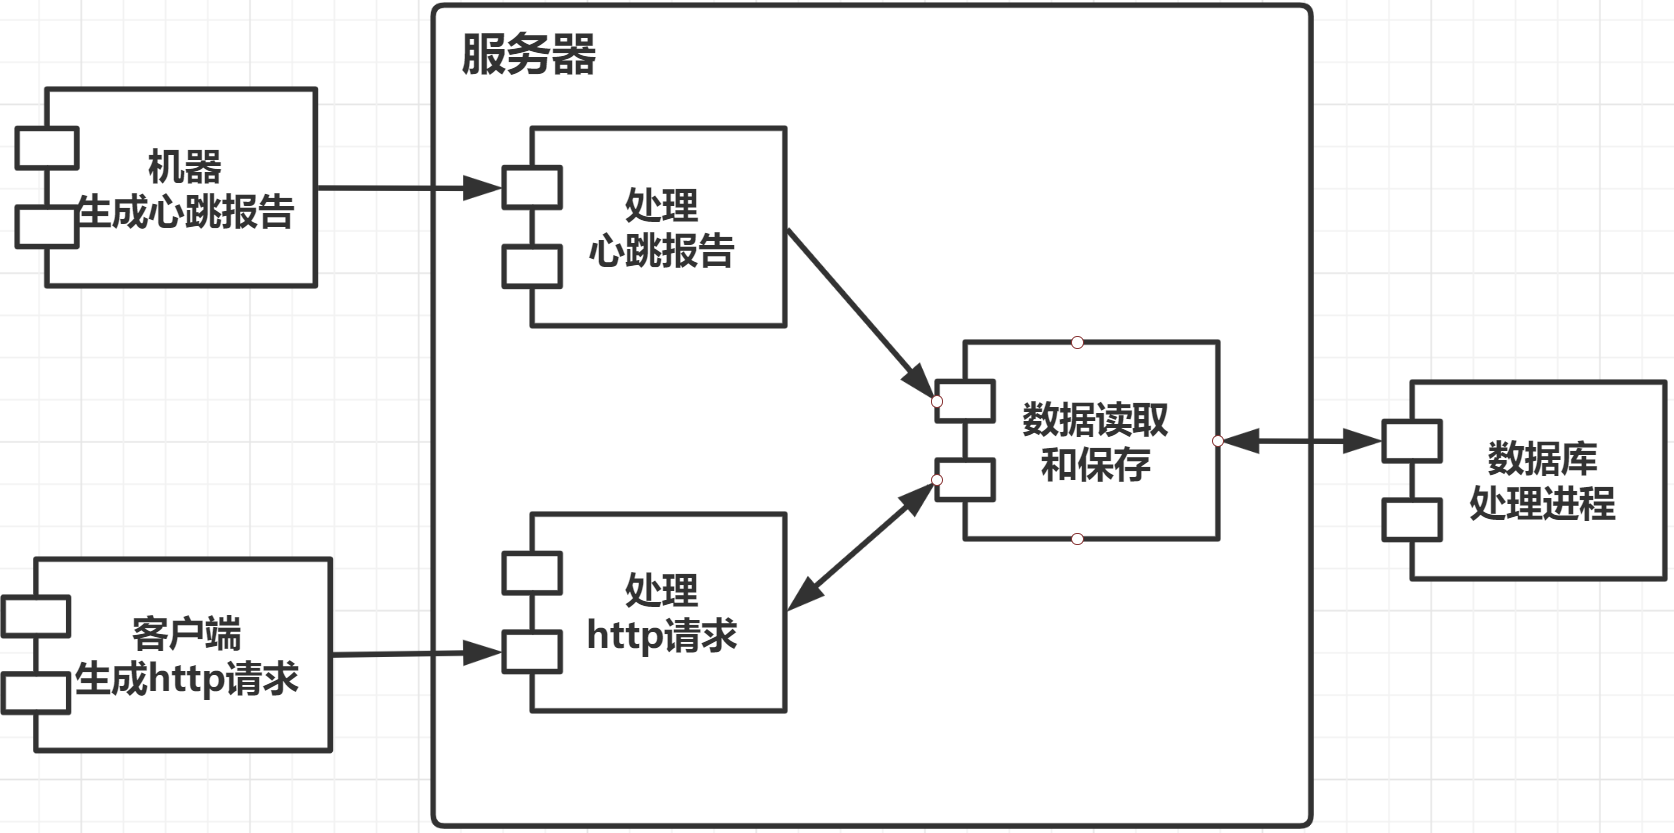 服务器
机器
生成心跳报告
处理
心跳报告
数据读取
和保存
数据库
处理进程
处理
http请求
客户端
生成http请求